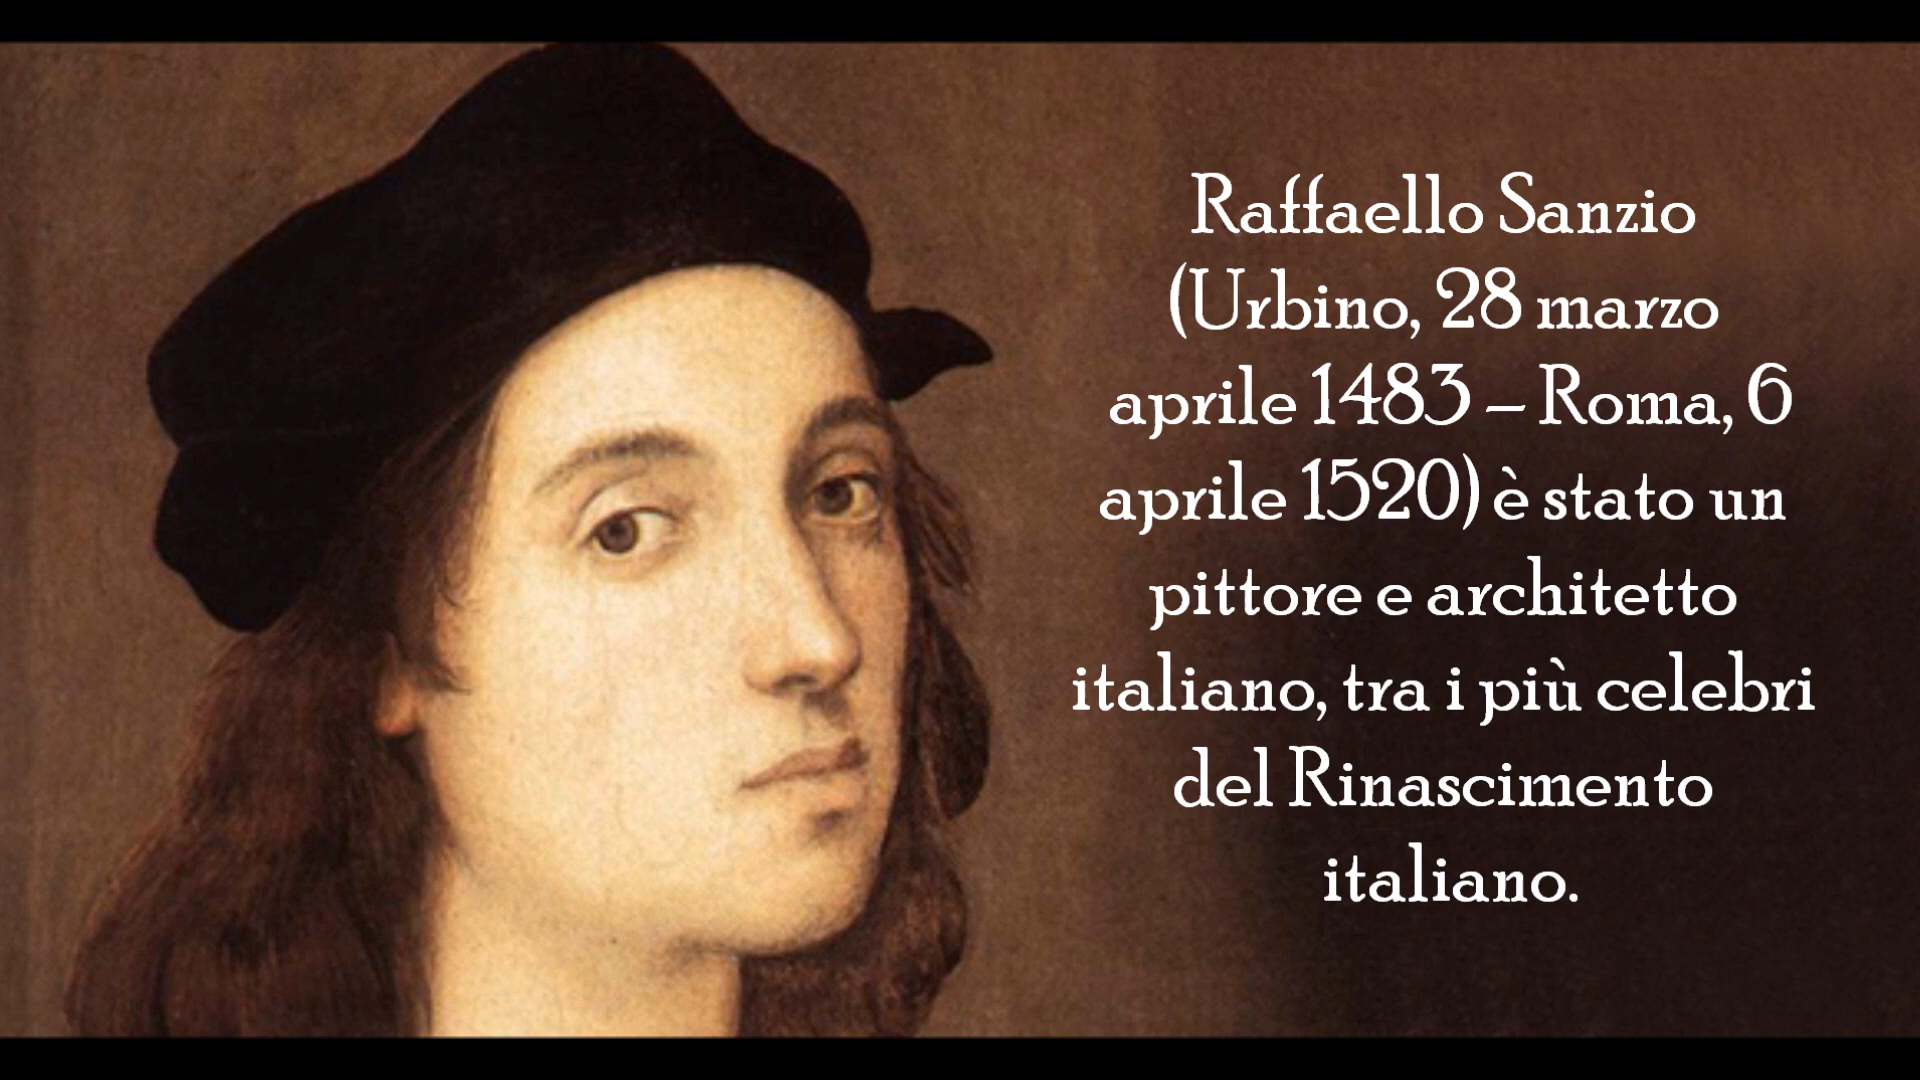 Raffaello Sanzio
(Urbino, 28 marzo
aprile 1483 – Roma, 6
aprile 1520) è stato un
pittore e architetto
italiano, tra i più celebri
del Rinascimento
italiano.